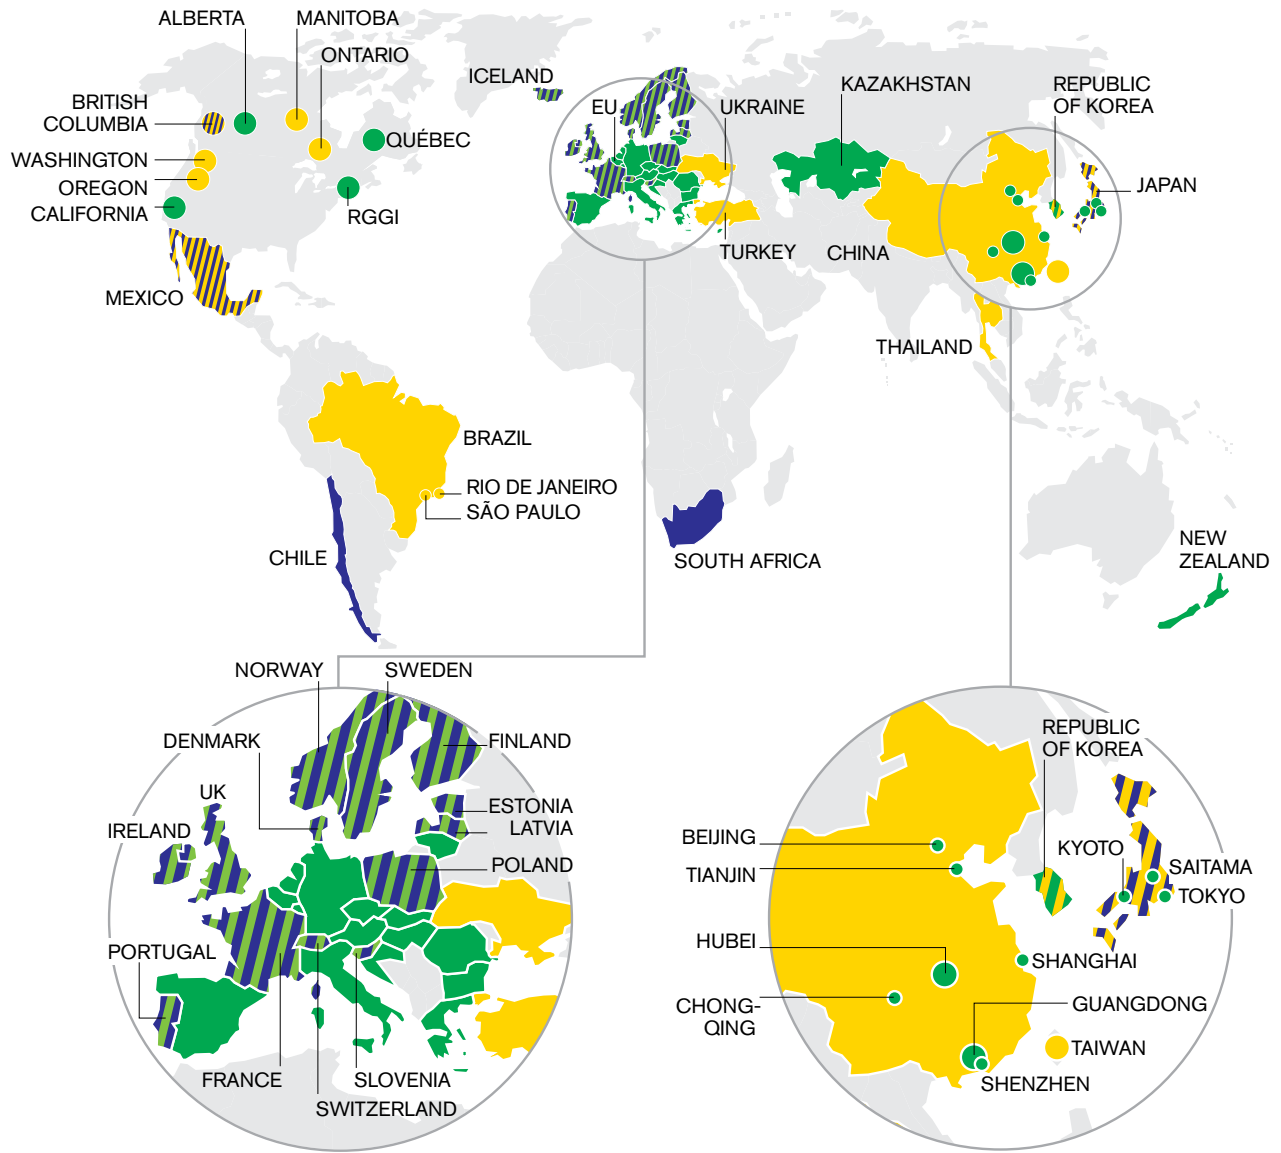 ALBERTA
MANITOBA
ONTARIO
ICELAND
BRITISH
COLUMBIA
QUÉBEC
WASHINGTON
OREGON
CALIFORNIA
RGGI
MEXICO
EU
UKRAINE
KAZAKHSTAN
REPUBLIC
OF KOREA
JAPAN
TURKEY
CHINA
THAILAND
BRAZIL
RIO DE JANEIRO
SÃO PAULO
CHILE
SOUTH AFRICA
NEW
ZEALAND
NORWAY
SWEDEN
DENMARK
FINLAND
UK
IRELAND
ESTONIA
LATVIA
POLAND
PORTUGAL
FRANCE
SLOVENIA
SWITZERLAND
REPUBLIC
OF KOREA
BEIJING
TIANJIN
KYOTO
SAITAMA
TOKYO
HUBEI
SHANGHAI
CHONG-
QING
GUANGDONG
TAIWAN
SHENZHEN